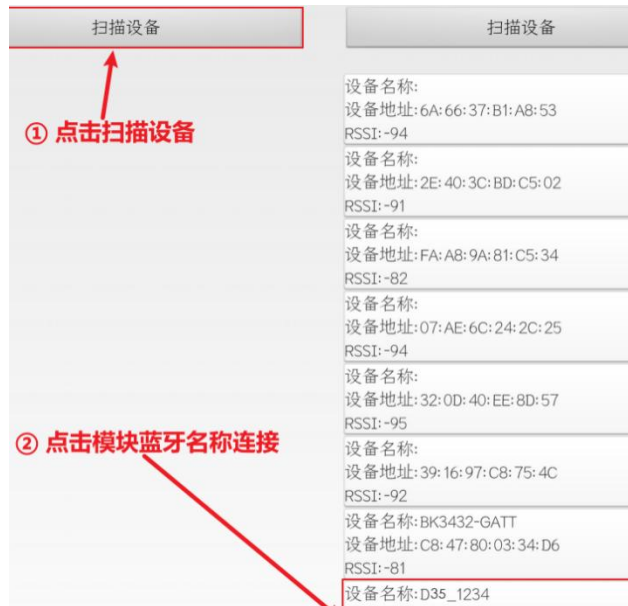 扫描设备
① 点击扫描设备
② 点击模块蓝牙名称连接
扫描设备
设备名称:
设备地址:6A:66:37:B1:A8:53
RSSI:-94
设备名称:
设备地址:2E:40:3C:BD:C5:02
RSSI:-91
设备名称:
设备地址:FA:A8:9A:81:C5:34
RSSI:-82
设备名称:
设备地址:07:AE:6C:24:2C:25
RSSI:-94
设备名称:
设备地址:32:0D:40:EE:8D:57
RSSI:-95
设备名称:
设备地址:39:16:97:C8:75:4C
RSSI:-92
设备名称:BK3432-GATT
设备地址:C8:47:80:03:34:D6
RSSI:-81
设备名称:D35_1234